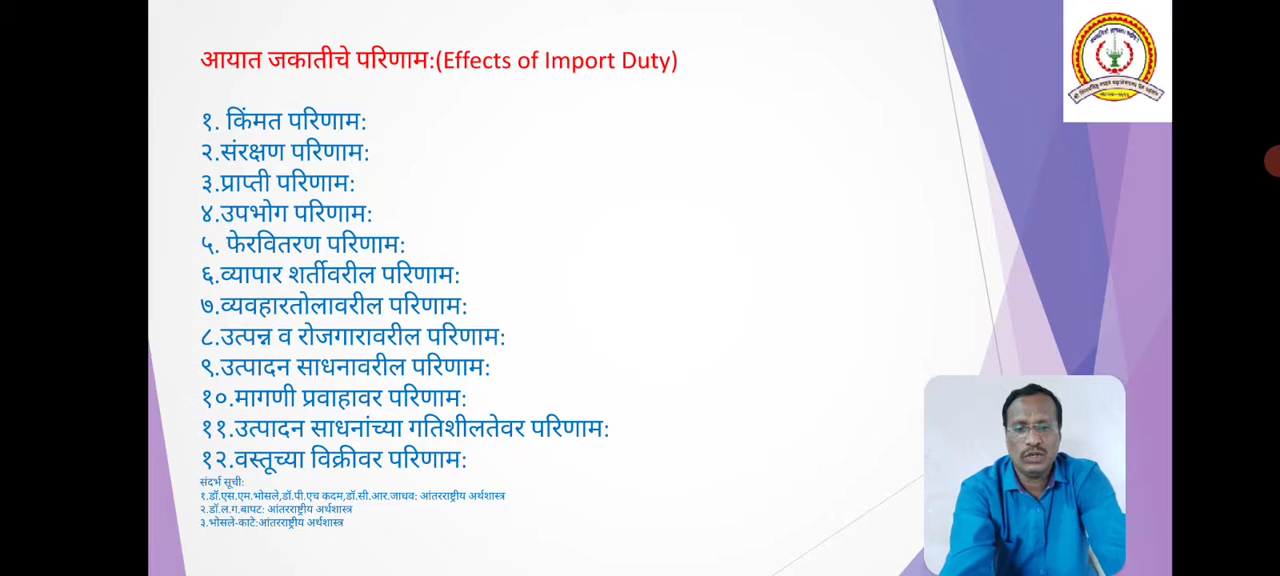 आयात जकातीचे परिणाम:(Effects of Import Duty)
१. किंमत परिणाम:
२.संरक्षण परिणाम:
३.प्राप्ती परिणाम:
४.उपभोग परिणाम:
५. फेरवितरण परिणाम:
६.व्यापार शर्तीवरील परिणाम:
७.व्यवहारतोलावरील परिणाम:
८.उत्पन्न व रोजगारावरील परिणाम:
९.उत्पादन साधनावरील परिणाम:
१०.मागणी प्रवाहावर परिणाम:
११.उत्पादन साधनांच्या गतिशीलतेवर परिणाम:
१२.वस्तूच्या विक्रीवर परिणाम:
संदर्भ सूची:
१.डॉ.एस.एम.भोसले,डॉ.पी.एच कदम,डॉ.सी.आर.जाधव: आंतरराष्ट्रीय अर्थशास्त्र
२.डॉ.ल.ग.बापट: आंतरराष्ट्रीय अर्थशास्त्र
३.भोसले-काटे:आंतरराष्ट्रीय अर्थशास्त्र